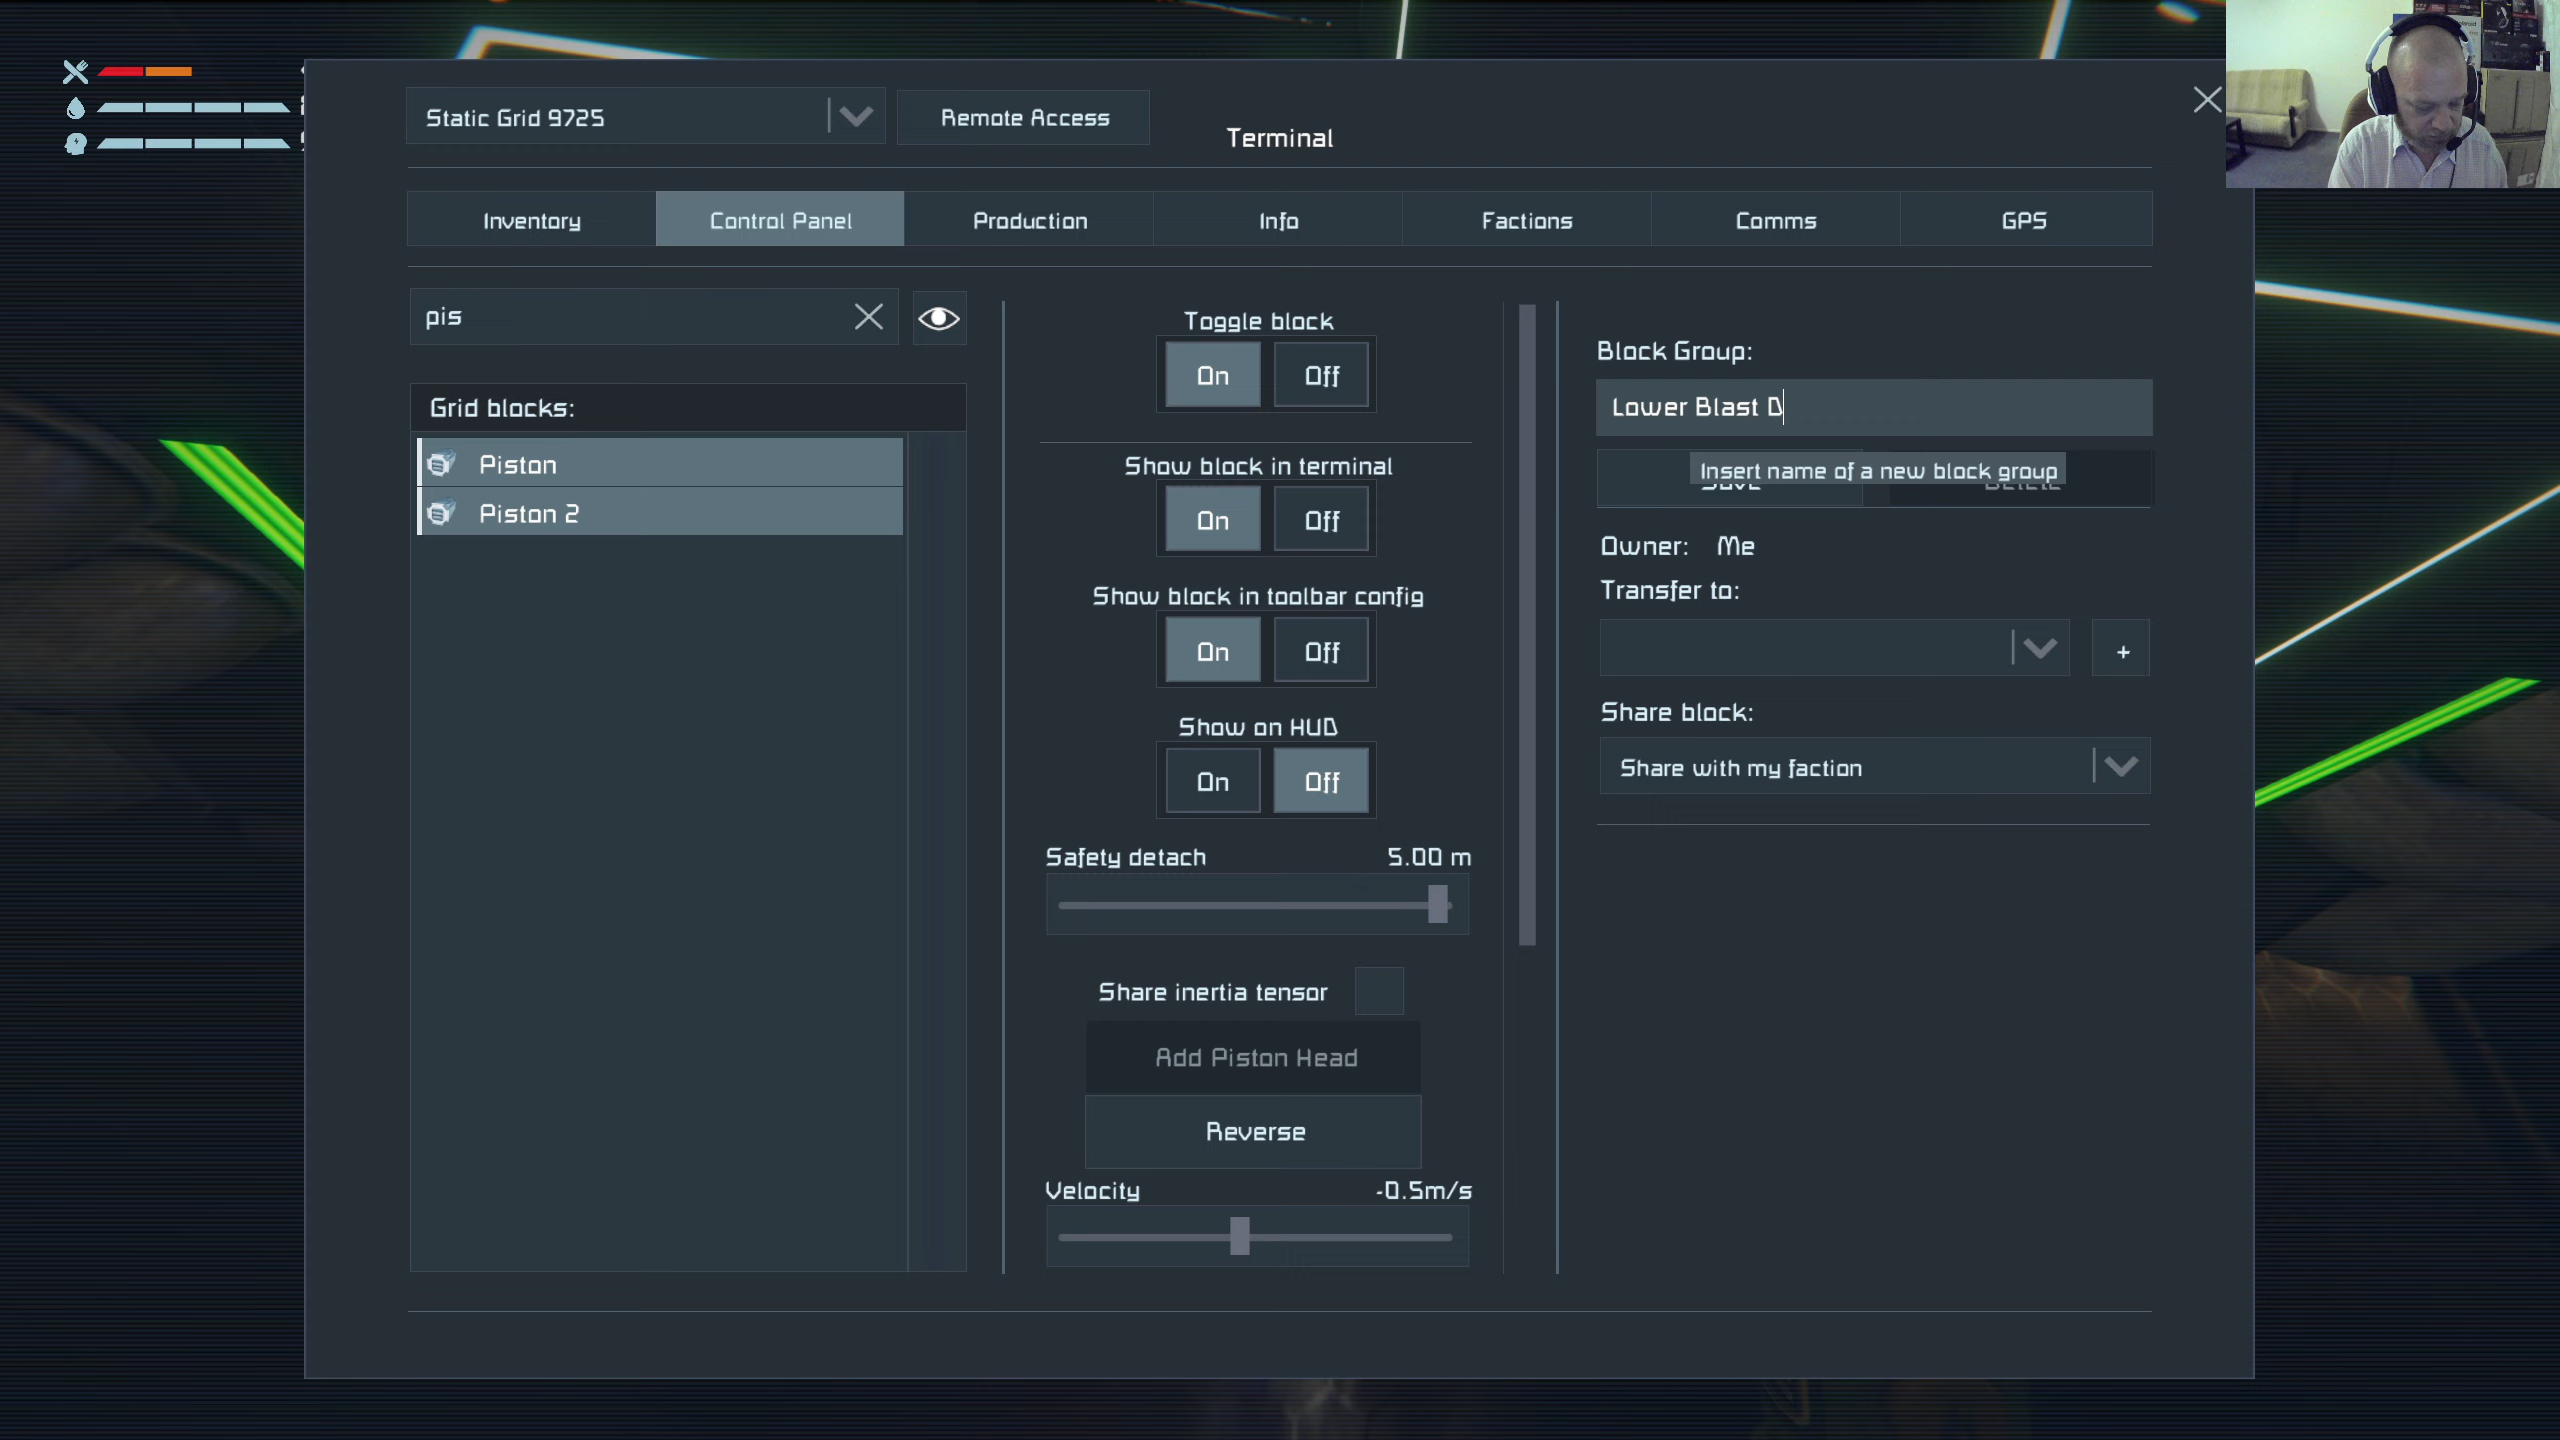 Static Grid 9725
Remote Access
Terminal
Inventory
Control Panel
Production
Info
Factions
Comms
GPS
pis
Grid blocks:
Piston
Piston 2
Toggle block
On
Off
Show block in terminal
On
Off
Show block in toolbar config
On
Off
Show on HUD
On
Off
Safety detach
5.00 m
Share inertia tensor
Add Piston Head
Reverse
Velocity
-0.5m/s
Block Group:
Lower Blast D
Insert name of a new block group
Owner: Me
Transfer to:
+
Share block:
Share with my faction